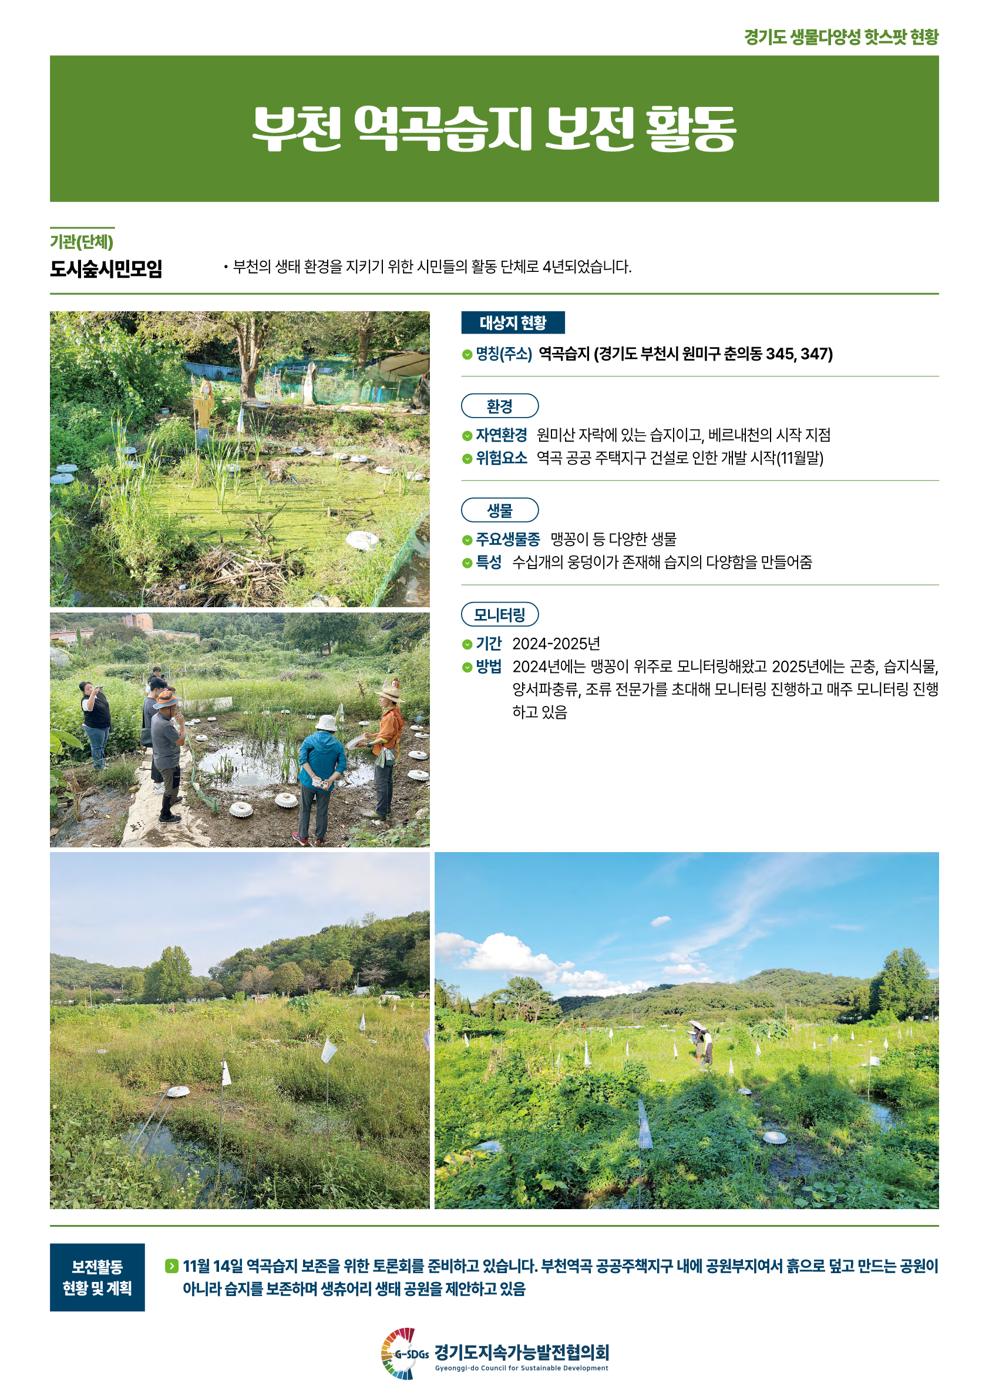 경기도 생물다양성 핫스팟 현황
부천 역곡습지 보전 활동
기관(단체)
도시숲시민모임
• 부천의 생태 환경을 지키기 위한 시민들의 활동 단체로 4년되었습니다.
대상지 현황
명칭(주소) 역곡습지 (경기도 부천시 원미구 춘의동 345, 347)
환경
자연환경 원미산 자락에 있는 습지이고, 베르내천의 시작 지점
위험요소 역곡 공공 주택지구 건설로 인한 개발 시작(11월말)
생물
주요생물종 맹꽁이 등 다양한 생물
특성 수십개의 웅덩이가 존재해 습지의 다양함을 만들어줌
모니터링
기간 2024-2025년
방법 2024년에는 맹꽁이 위주로 모니터링해왔고 2025년에는 곤충, 습지식물,
양서파충류, 조류 전문가를 초대해 모니터링 진행하고 매주 모니터링 진행
하고 있음
보전활동
현황 및 계획
11월 14일 역곡습지 보존을 위한 토론회를 준비하고 있습니다. 부천역곡 공공주책지구 내에 공원부지여서 흙으로 덮고 만드는 공원이
아니라 습지를 보존하며 생츄어리 생태 공원을 제안하고 있음
G-SDGs 경기도지속가능발전협의회
Gyeonggi-do Council for Sustainable Development